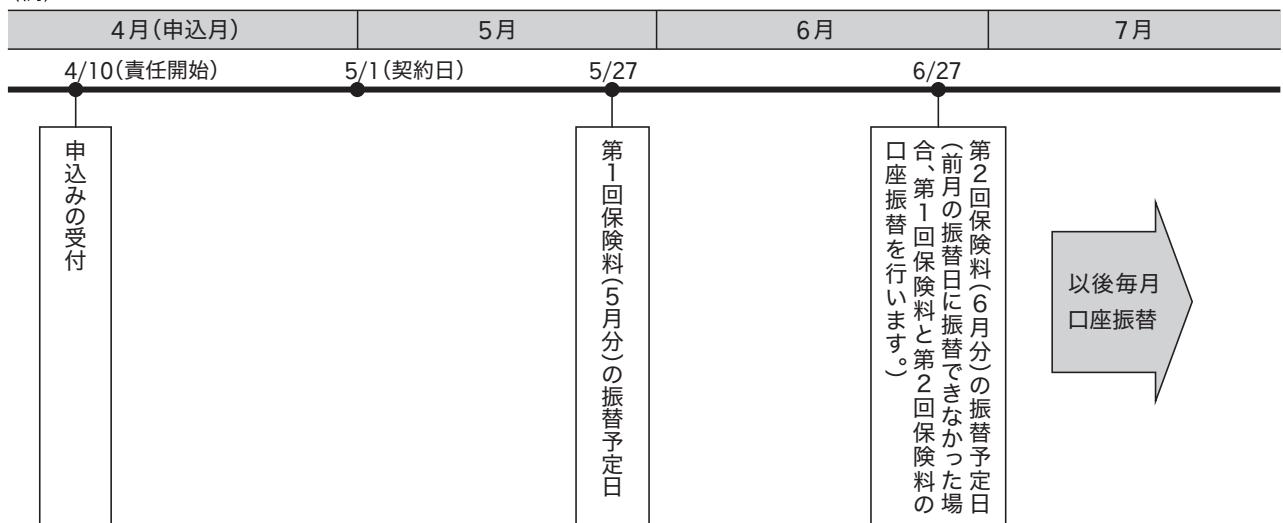 4月(申込月)
5月
6月
7月
4/10(責任開始)
5/1(契約日)
5/27
6/27
申込みの受付
第1回保険料(5月分)の振替予定日
第2回保険料(6月分)の振替予定日
(前月の振替日に振替できなかった場
合、第1回保険料と第2回保険料の
口座振替を行います。)
以後毎月
口座振替